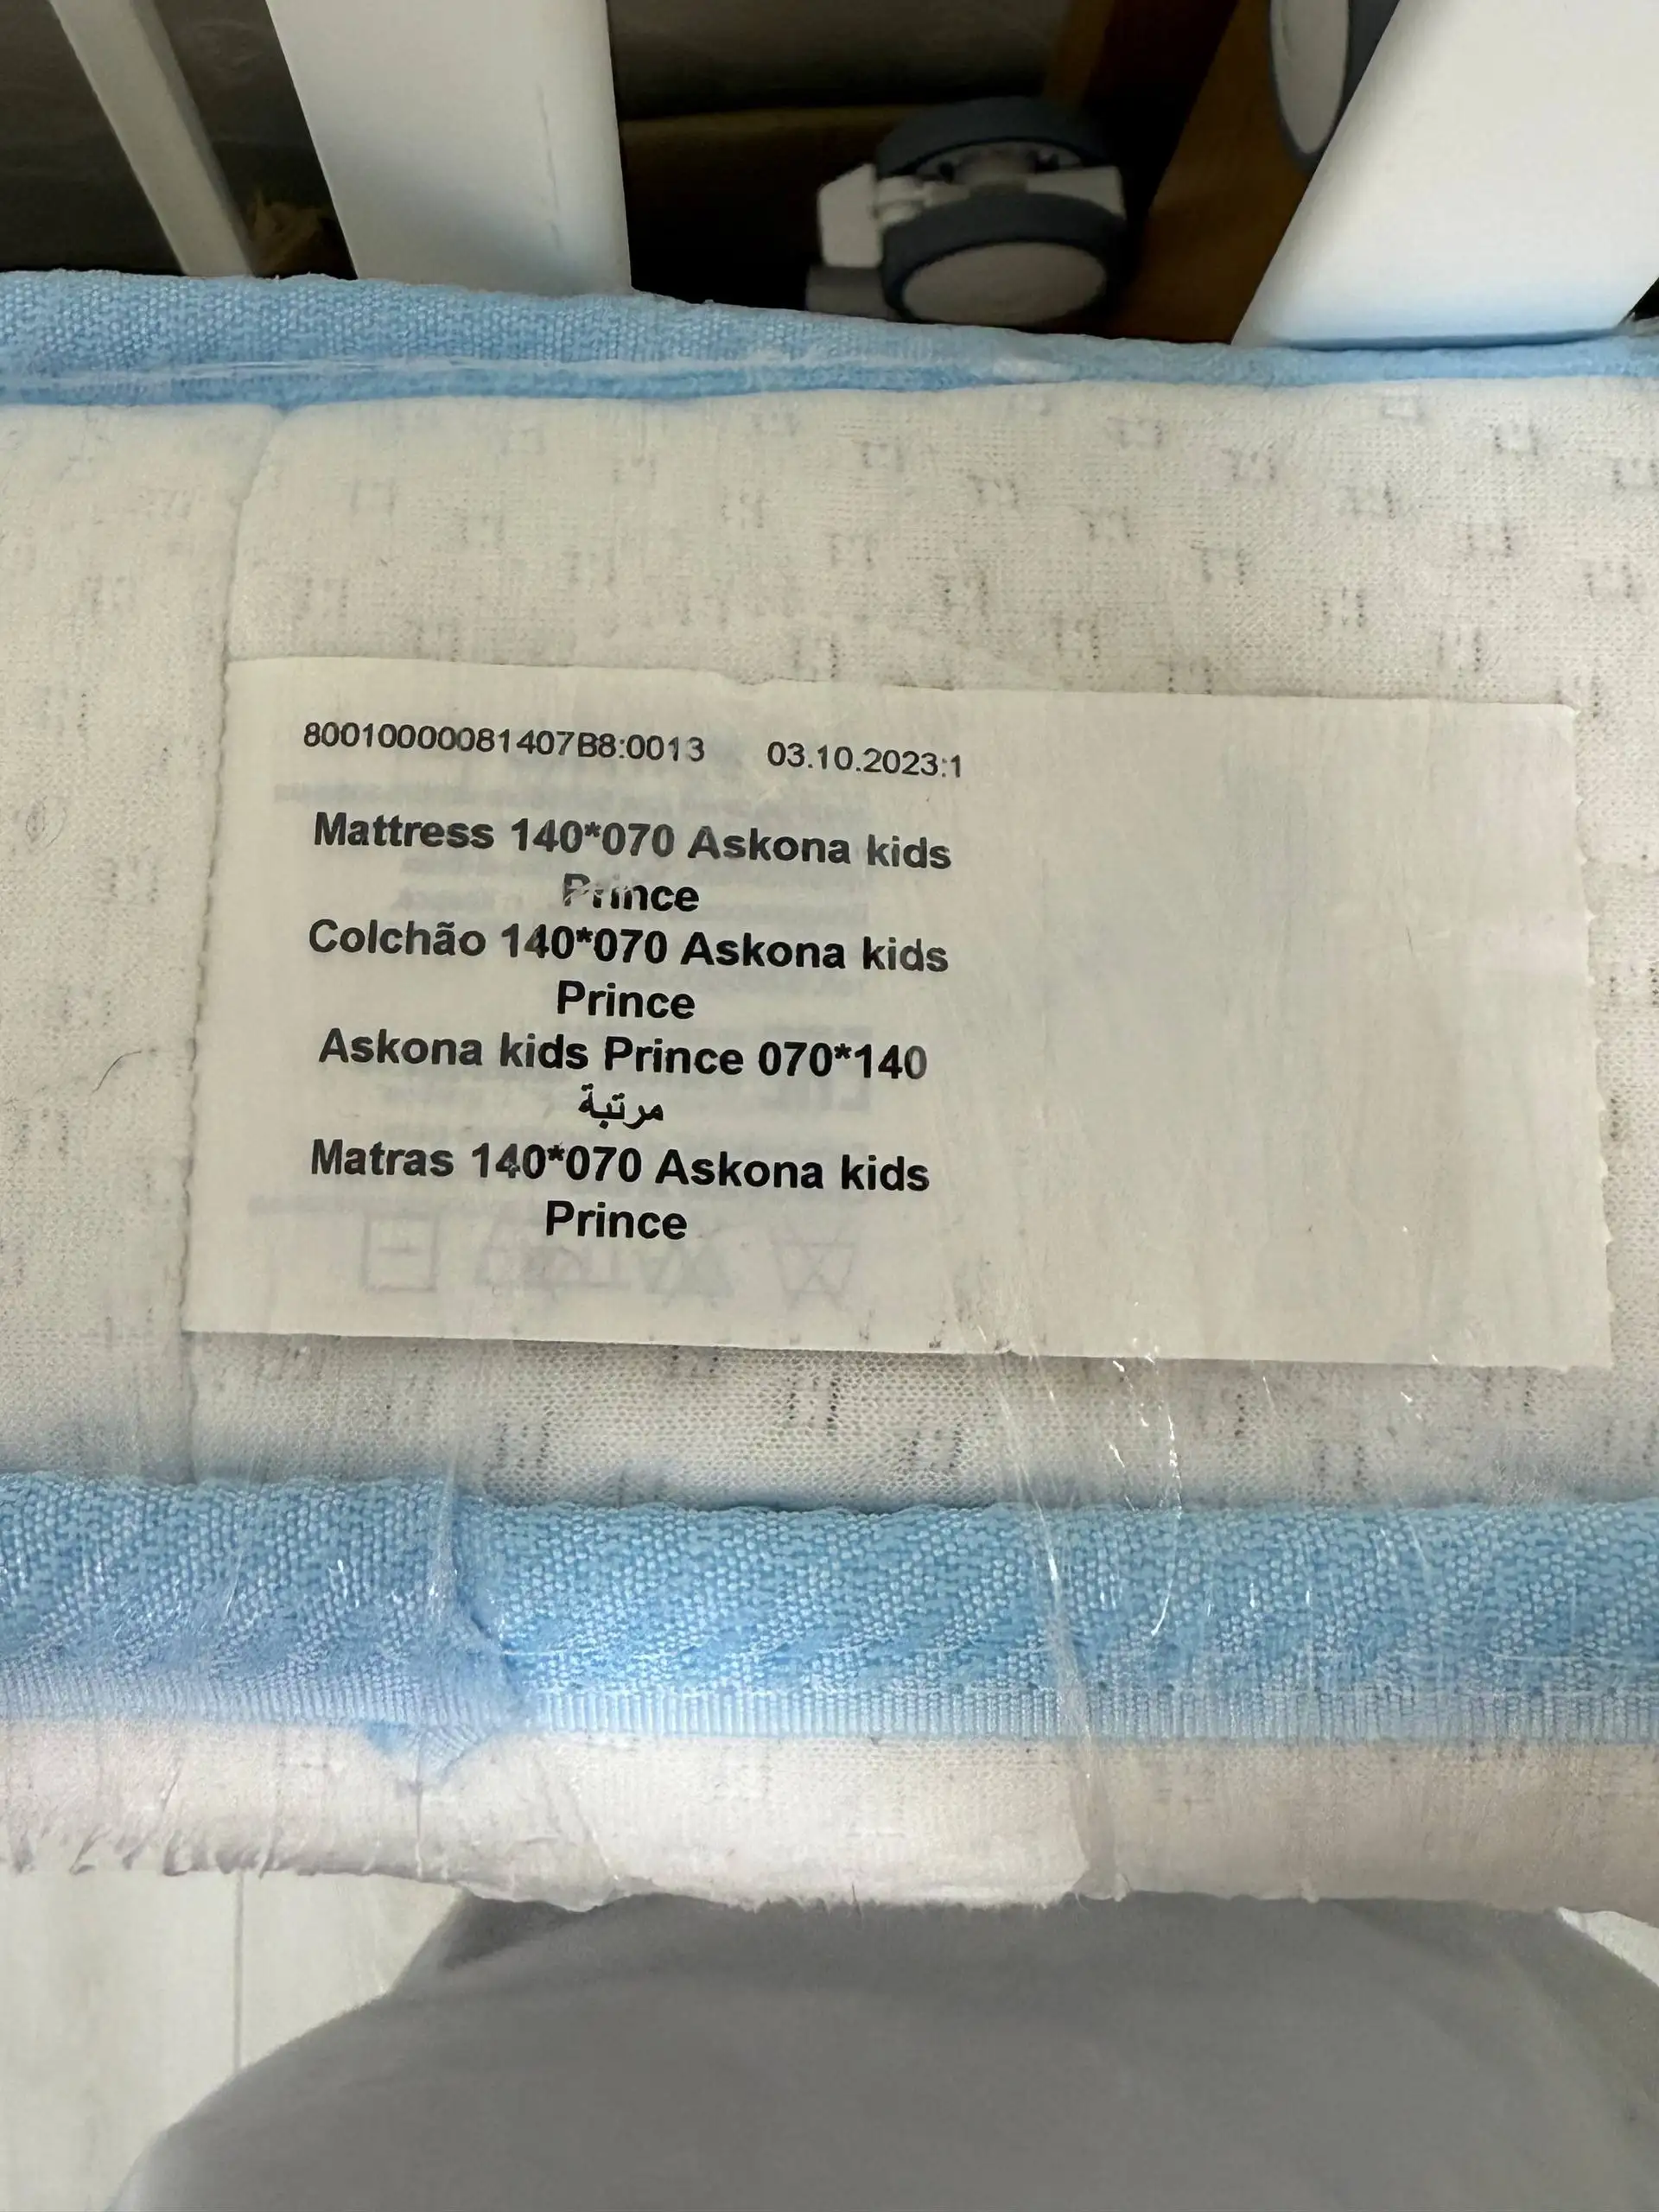 80010000081407B8:0013 03.10.2023:1
Mattress 140*070 Askona kids
Prince
Colchão 140*070 Askona kids
Prince
Askona kids Prince 070*140
مرتبة
Matras 140*070 Askona kids
Prince